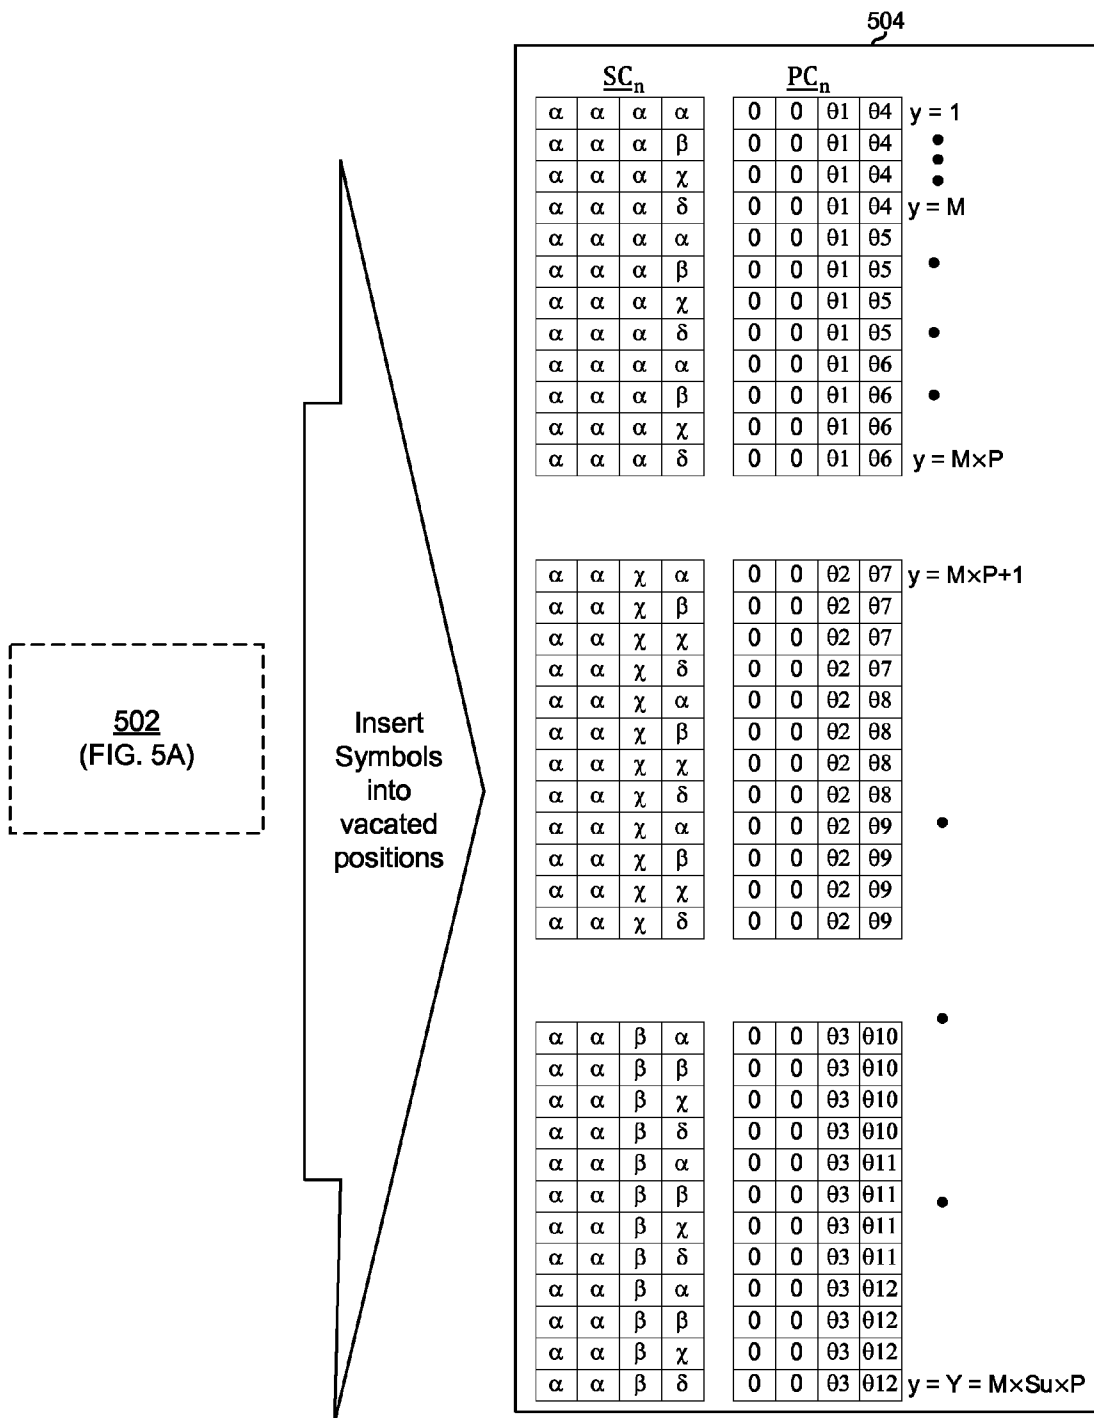 504
SCn PCn
α α α α 0 0 θ1 θ4 y = 1
α α α β 0 0 θ1 θ4
α α α χ 0 0 θ1 θ4
α α α δ 0 0 θ1 θ4 y = M
α α α α 0 0 θ1 θ5
α α α β 0 0 θ1 θ5
α α α χ 0 0 θ1 θ5
α α α δ 0 0 θ1 θ5
α α α α 0 0 θ1 θ6
α α α β 0 0 θ1 θ6
α α α χ 0 0 θ1 θ6
α α α δ 0 0 θ1 θ6 y = M×P
α α χ α 0 0 θ2 θ7 y = M×P+1
α α χ β 0 0 θ2 θ7
α α χ χ 0 0 θ2 θ7
α α χ δ 0 0 θ2 θ7
α α χ α 0 0 θ2 θ8
α α χ β 0 0 θ2 θ8
α α χ χ 0 0 θ2 θ8
α α χ δ 0 0 θ2 θ8
α α χ α 0 0 θ2 θ9
α α χ β 0 0 θ2 θ9
α α χ χ 0 0 θ2 θ9
α α χ δ 0 0 θ2 θ9
α α β α 0 0 θ3 θ10
α α β β 0 0 θ3 θ10
α α β χ 0 0 θ3 θ10
α α β δ 0 0 θ3 θ10
α α β α 0 0 θ3 θ11
α α β β 0 0 θ3 θ11
α α β χ 0 0 θ3 θ11
α α β δ 0 0 θ3 θ11
α α β α 0 0 θ3 θ12
α α β β 0 0 θ3 θ12
α α β χ 0 0 θ3 θ12
α α β δ 0 0 θ3 θ12 y = Y = M×Su×P
502
(FIG. 5A)
Insert
Symbols
into
vacated
positions